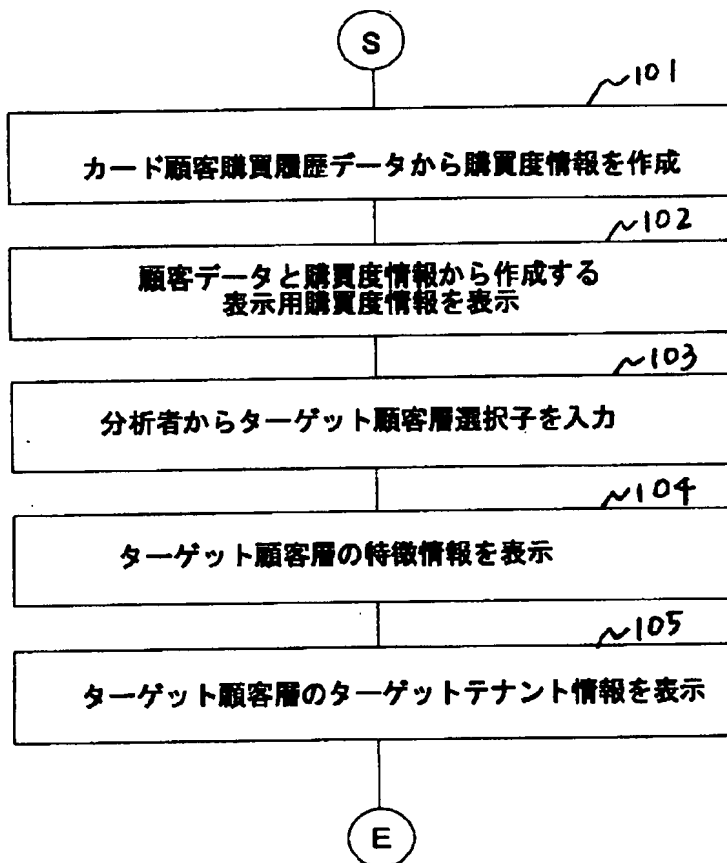 S
101
カード顧客購買履歴データから購買度情報を作成
102
顧客データと購買度情報から作成する
表示用購買度情報を表示
103
分析者からターゲット顧客層選択子を入力
104
ターゲット顧客層の特徴情報を表示
105
ターゲット顧客層のターゲットテナント情報を表示
E